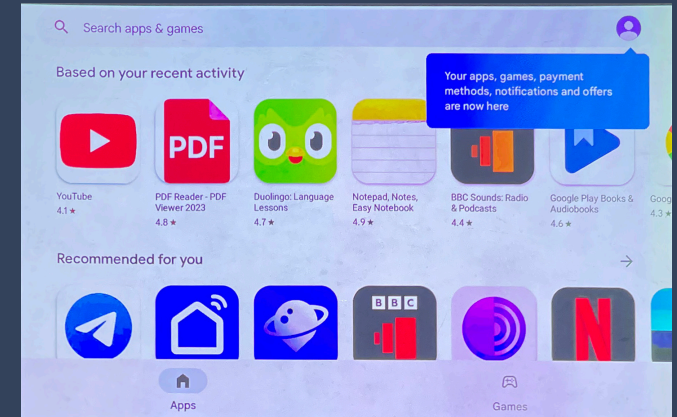 Search apps & games
Your apps, games, payment
methods, notifications and offers
are now here
Based on your recent activity
PDF
YouTube
4.1 ★
PDF Reader - PDF
Viewer 2023
4.8 ★
Duolingo: Language
Lessons
4.7 ★
Notepad, Notes,
Easy Notebook
4.9 ★
BBC Sounds: Radio
& Podcasts
4.4 ★
Google Play Books &
Audiobooks
4.6 ★
Goog
4.3 ★
Recommended for you
BBC
N
Apps
Games